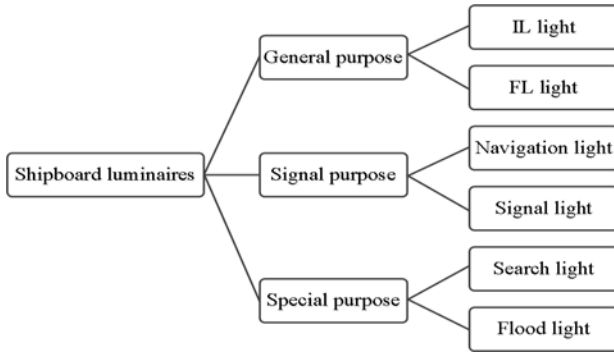 Shipboard luminaires
General purpose
IL light
FL light
Signal purpose
Navigation light
Signal light
Special purpose
Search light
Flood light